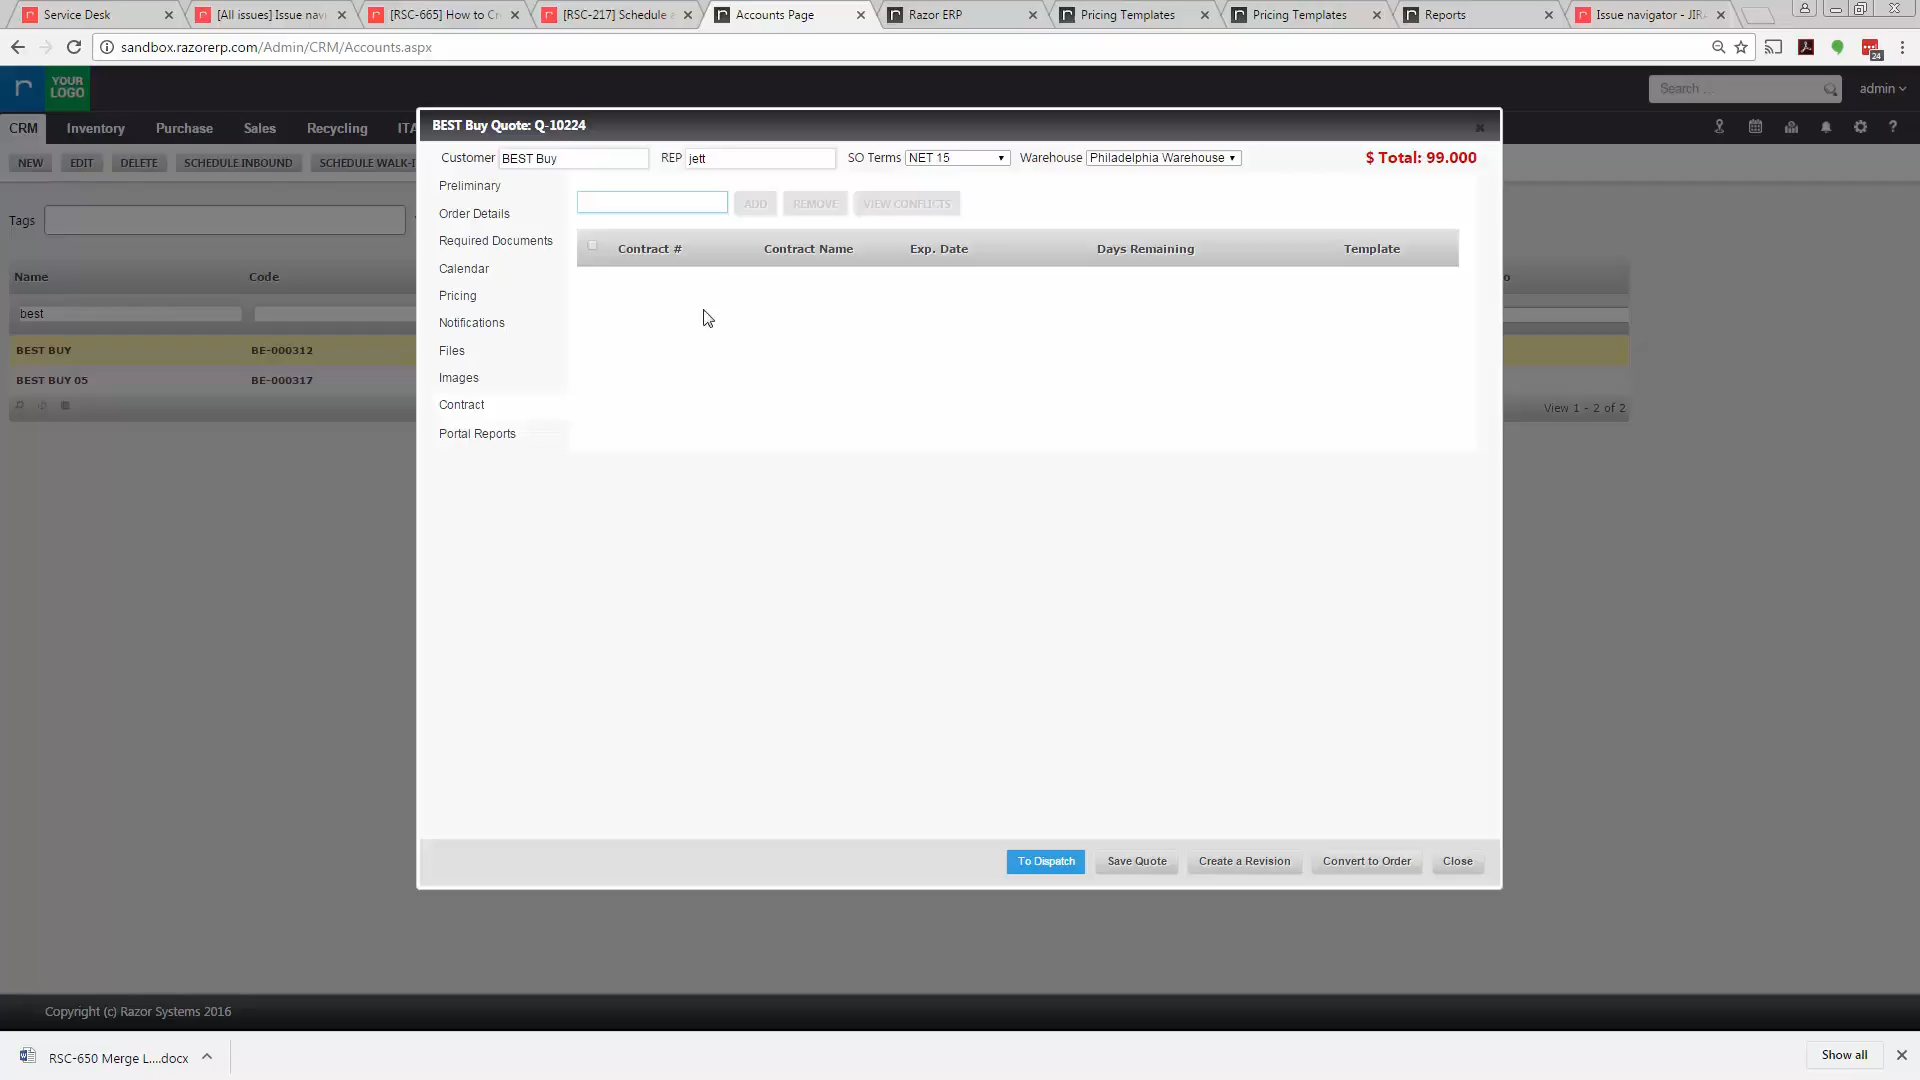 Service Desk
[All issues] Issue nav
[RSC-665] How to Cr
[RSC-217] Schedule a
Accounts Page
Razor ERP
Pricing Templates
Pricing Templates
Reports
Issue navigator - JIR
sandbox.razorerp.com/Admin/CRM/Accounts.aspx
24
r
YOUR LOGO
Search ...
admin
CRM
Inventory
Purchase
Sales
Recycling
ITA
NEW
EDIT
DELETE
SCHEDULE INBOUND
SCHEDULE WALK-I
Tags
Name
Code
best
BEST BUY
BE-000312
BEST BUY 05
BE-000317
View 1 - 2 of 2
BEST Buy Quote: Q-10224
Customer BEST Buy
REP jett
SO Terms NET 15
Warehouse Philadelphia Warehouse
$ Total: 99.000
Preliminary
Order Details
Required Documents
Calendar
Pricing
Notifications
Files
Images
Contract
Portal Reports
ADD
REMOVE
VIEW CONFLICTS
Contract #
Contract Name
Exp. Date
Days Remaining
Template
To Dispatch
Save Quote
Create a Revision
Convert to Order
Close
Copyright (c) Razor Systems 2016
RSC-650 Merge L....docx
Show all